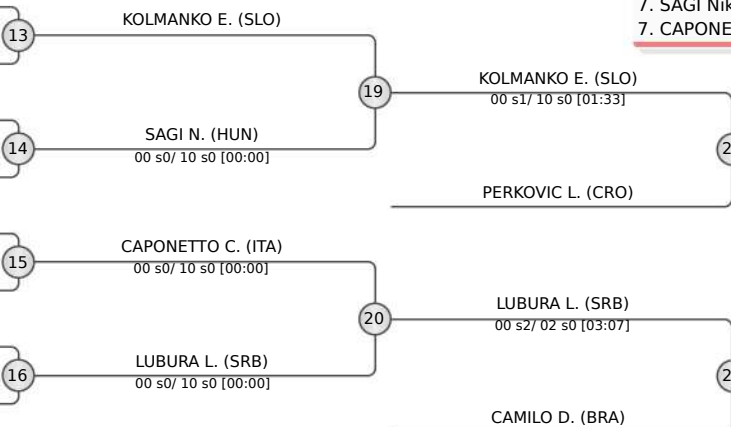 7. SAGI Nik
7. CAPONE
13
KOLMANKO E. (SLO)
19
KOLMANKO E. (SLO)
00 s1/ 10 s0 [01:33]
14
SAGI N. (HUN)
00 s0/ 10 s0 [00:00]
2
PERKOVIC L. (CRO)
15
CAPONETTO C. (ITA)
00 s0/ 10 s0 [00:00]
20
LUBURA L. (SRB)
00 s2/ 02 s0 [03:07]
16
LUBURA L. (SRB)
00 s0/ 10 s0 [00:00]
2
CAMILO D. (BRA)